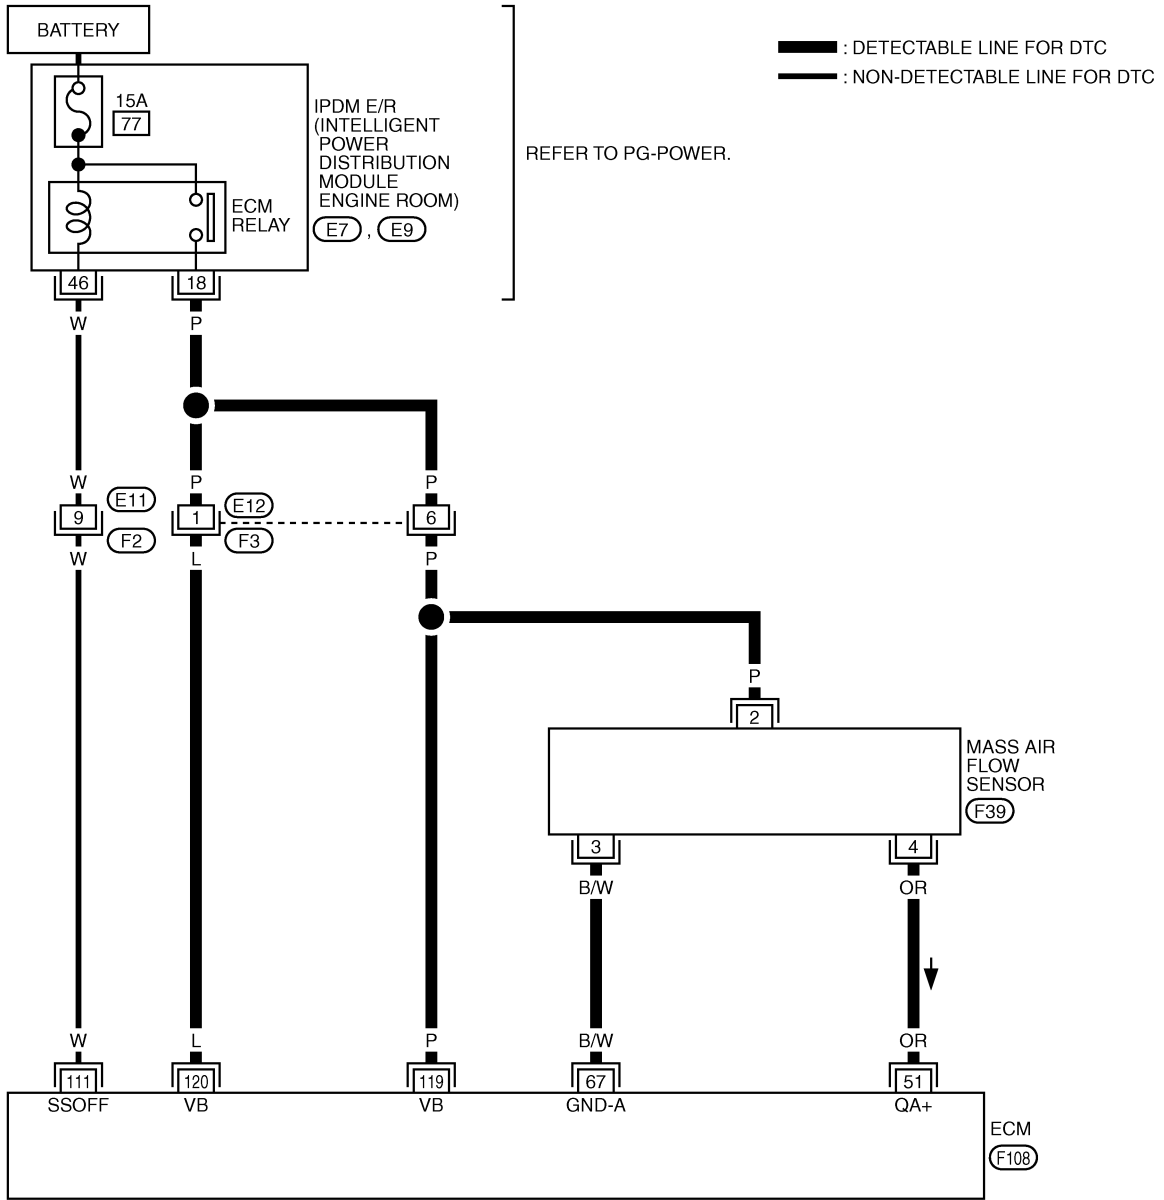 BATTERY
: DETECTABLE LINE FOR DTC
: NON-DETECTABLE LINE FOR DTC
15A
77
IPDM E/R
(INTELLIGENT
POWER
DISTRIBUTION
MODULE
ENGINE ROOM)
E7 , E9
REFER TO PG-POWER.
ECM
RELAY
46 18
W P
W P P
E11 E12
9 1 6
F2 F3
W L P
P
2
MASS AIR
FLOW
SENSOR
F39
3 4
B/W OR
W L P B/W OR
111 120 119 67 51
SSOFF VB VB GND-A QA+
ECM
F108